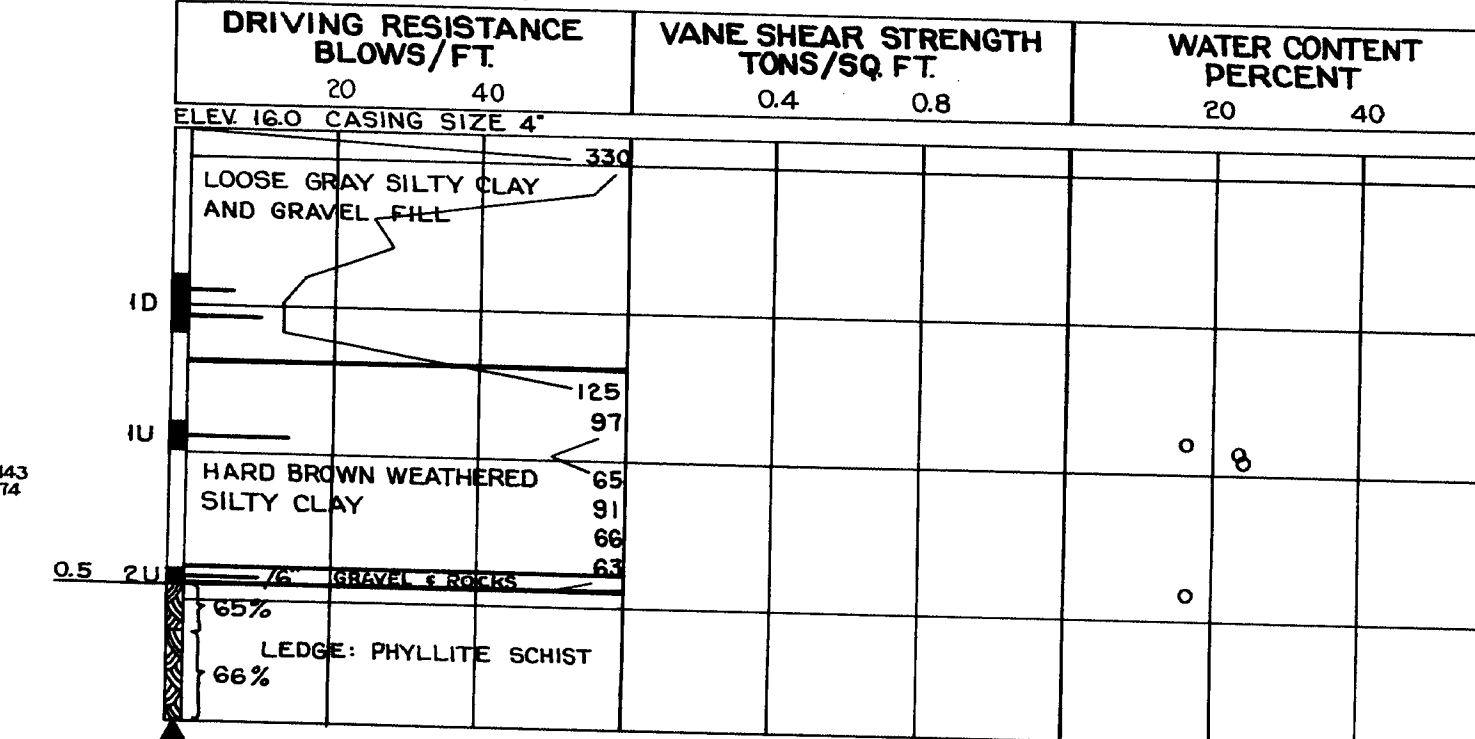 DRIVING RESISTANCE
BLOWS/FT.
20 40
VANE SHEAR STRENGTH
TONS/SQ. FT.
0.4 0.8
WATER CONTENT
PERCENT
20 40
ELEV. 16.0 CASING SIZE 4"
330
LOOSE GRAY SILTY CLAY
AND GRAVEL FILL
1D
125
97
1U
143
74
HARD BROWN WEATHERED
SILTY CLAY
65
91
66
63
0.5 2U /6" GRAVEL & ROCKS
65%
LEDGE: PHYLLITE SCHIST
66%